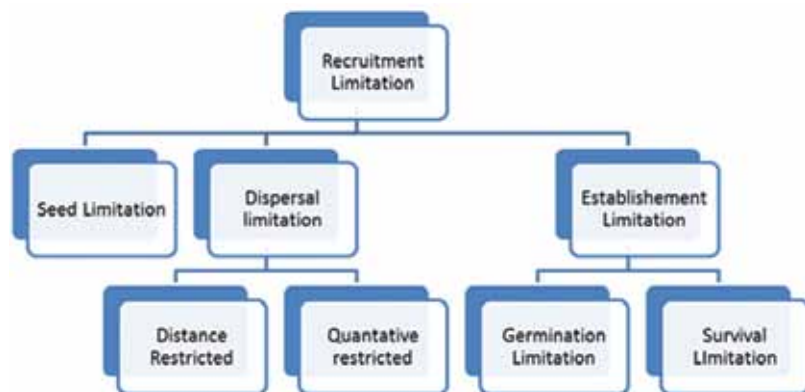 Recruitment
Limitation
Seed Limitation
Dispersal
limitation
Establishement
Limitation
Distance
Restricted
Quantative
restricted
Germination
Limitation
Survival
LImitation